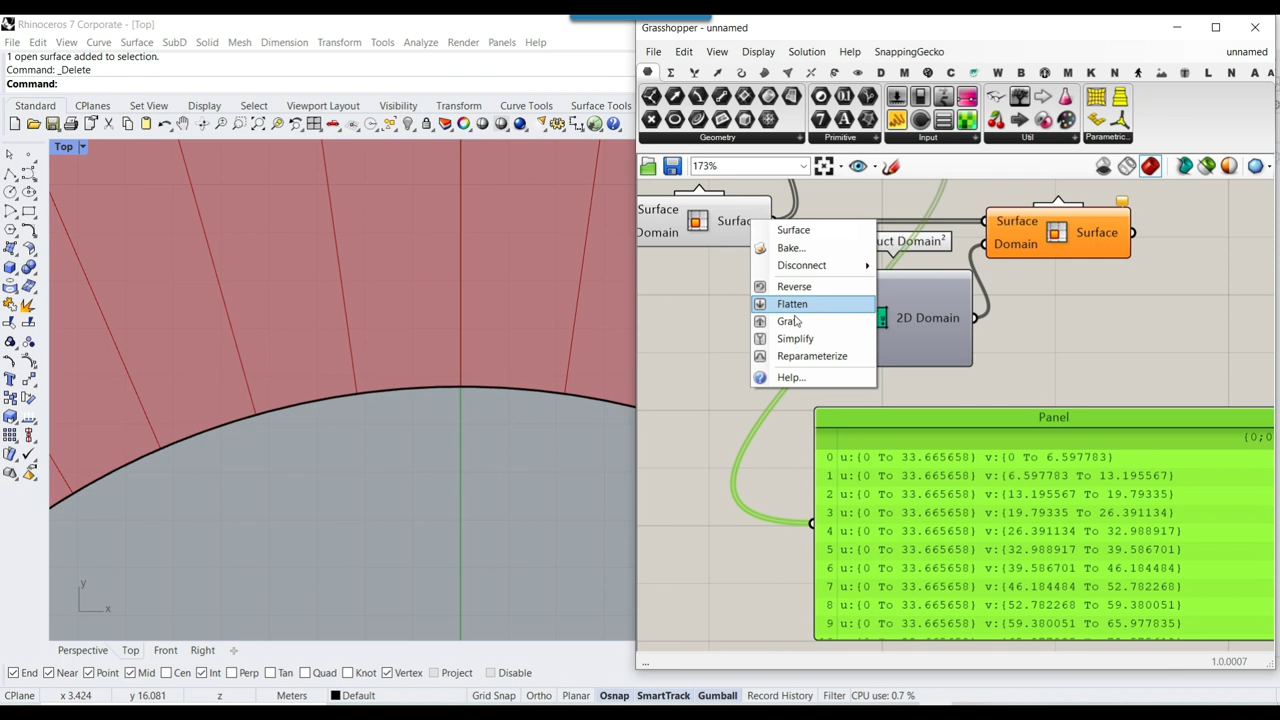 Rhinoceros 7 Corporate - [Top]
File Edit View Curve Surface SubD Solid Mesh Dimension Transform Tools Analyze Render Panels Help
1 open surface added to selection.
Command: _Delete
Command:
Standard CPlanes Set View Display Selec Viewport Layout Visibility Transform Curve Tools Surface Tools
Top
y
x
Perspective Top Front Right
End Near Point Mid Cen Int Perp Tan Quad Knot Vertex Project Disable
CPlane x 3.424 y 16.081 Meters Default Grid Snap Ortho Planar Osnap SmartTrack Gumball Record History Filter CPU use: 0.7 %
Grasshopper - unnamed
File Edit View Display Solution Help SnappingGecko unnamed
D M C W B M K N L N A A
Geometry Primitive Input Util Parametric..
173%
Surface
Domain
Surfac
Surface
Bake...
Disconnect
Reverse
Flatten
Graf
Simplify
Reparameterize
Help...
uct Domain²
2D Domain
Surface
Domain
Surface
Panel
{0;0
0 u:{0 To 33.665658} v:{0 To 6.597783}
1 u:{0 To 33.665658} v:{6.597783 To 13.195567}
2 u:{0 To 33.665658} v:{13.195567 To 19.79335}
3 u:{0 To 33.665658} v:{19.79335 To 26.391134}
4 u:{0 To 33.665658} v:{26.391134 To 32.988917}
5 u:{0 To 33.665658} v:{32.988917 To 39.586701}
6 u:{0 To 33.665658} v:{39.586701 To 46.184484}
7 u:{0 To 33.665658} v:{46.184484 To 52.782268}
8 u:{0 To 33.665658} v:{52.782268 To 59.380051}
9 u:{0 To 33.665658} v:{59.380051 To 65.977835}
...
1.0.0007